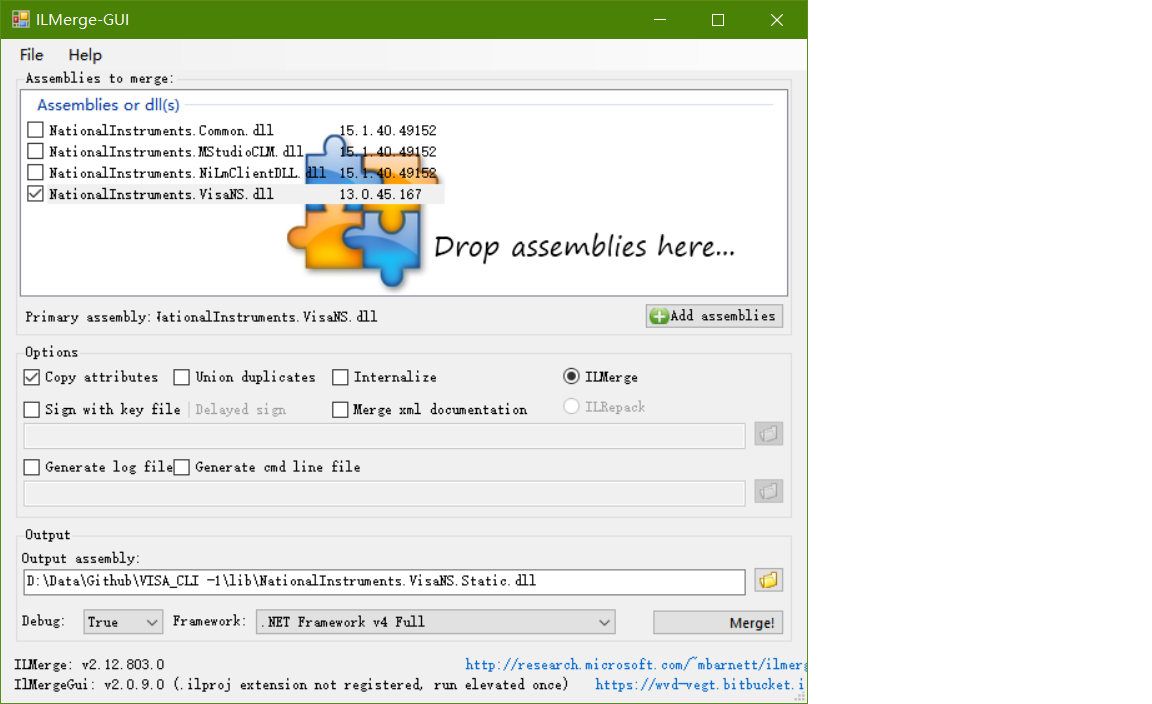 ILMerge-GUI
File Help
Assemblies to merge:
Assemblies or dll(s)
NationalInstruments.Common.dll 15.1.40.49152
NationalInstruments.MStudioCLM.dll 15.1.40.49152
NationalInstruments.NiLmClientDLL.dll 15.1.40.49152
NationalInstruments.VisaNS.dll 13.0.45.167
Drop assemblies here...
Primary assembly: NationalInstruments.VisaNS.dll Add assemblies
Options
Copy attributes Union duplicates Internalize ILMerge
Sign with key file Delayed sign Merge xml documentation ILRepack
Generate log file Generate cmd line file
Output
Output assembly:
D:\Data\Github\VISA_CLI -1\lib\NationalInstruments.VisaNS.Static.dll
Debug: True Framework: .NET Framework v4 Full Merge!
ILMerge: v2.12.803.0 http://research.microsoft.com/~mbarnett/ilmerg
ILMergeGui: v2.0.9.0 (.ilproj extension not registered, run elevated once) https://wvd-vegt.bitbucket.i